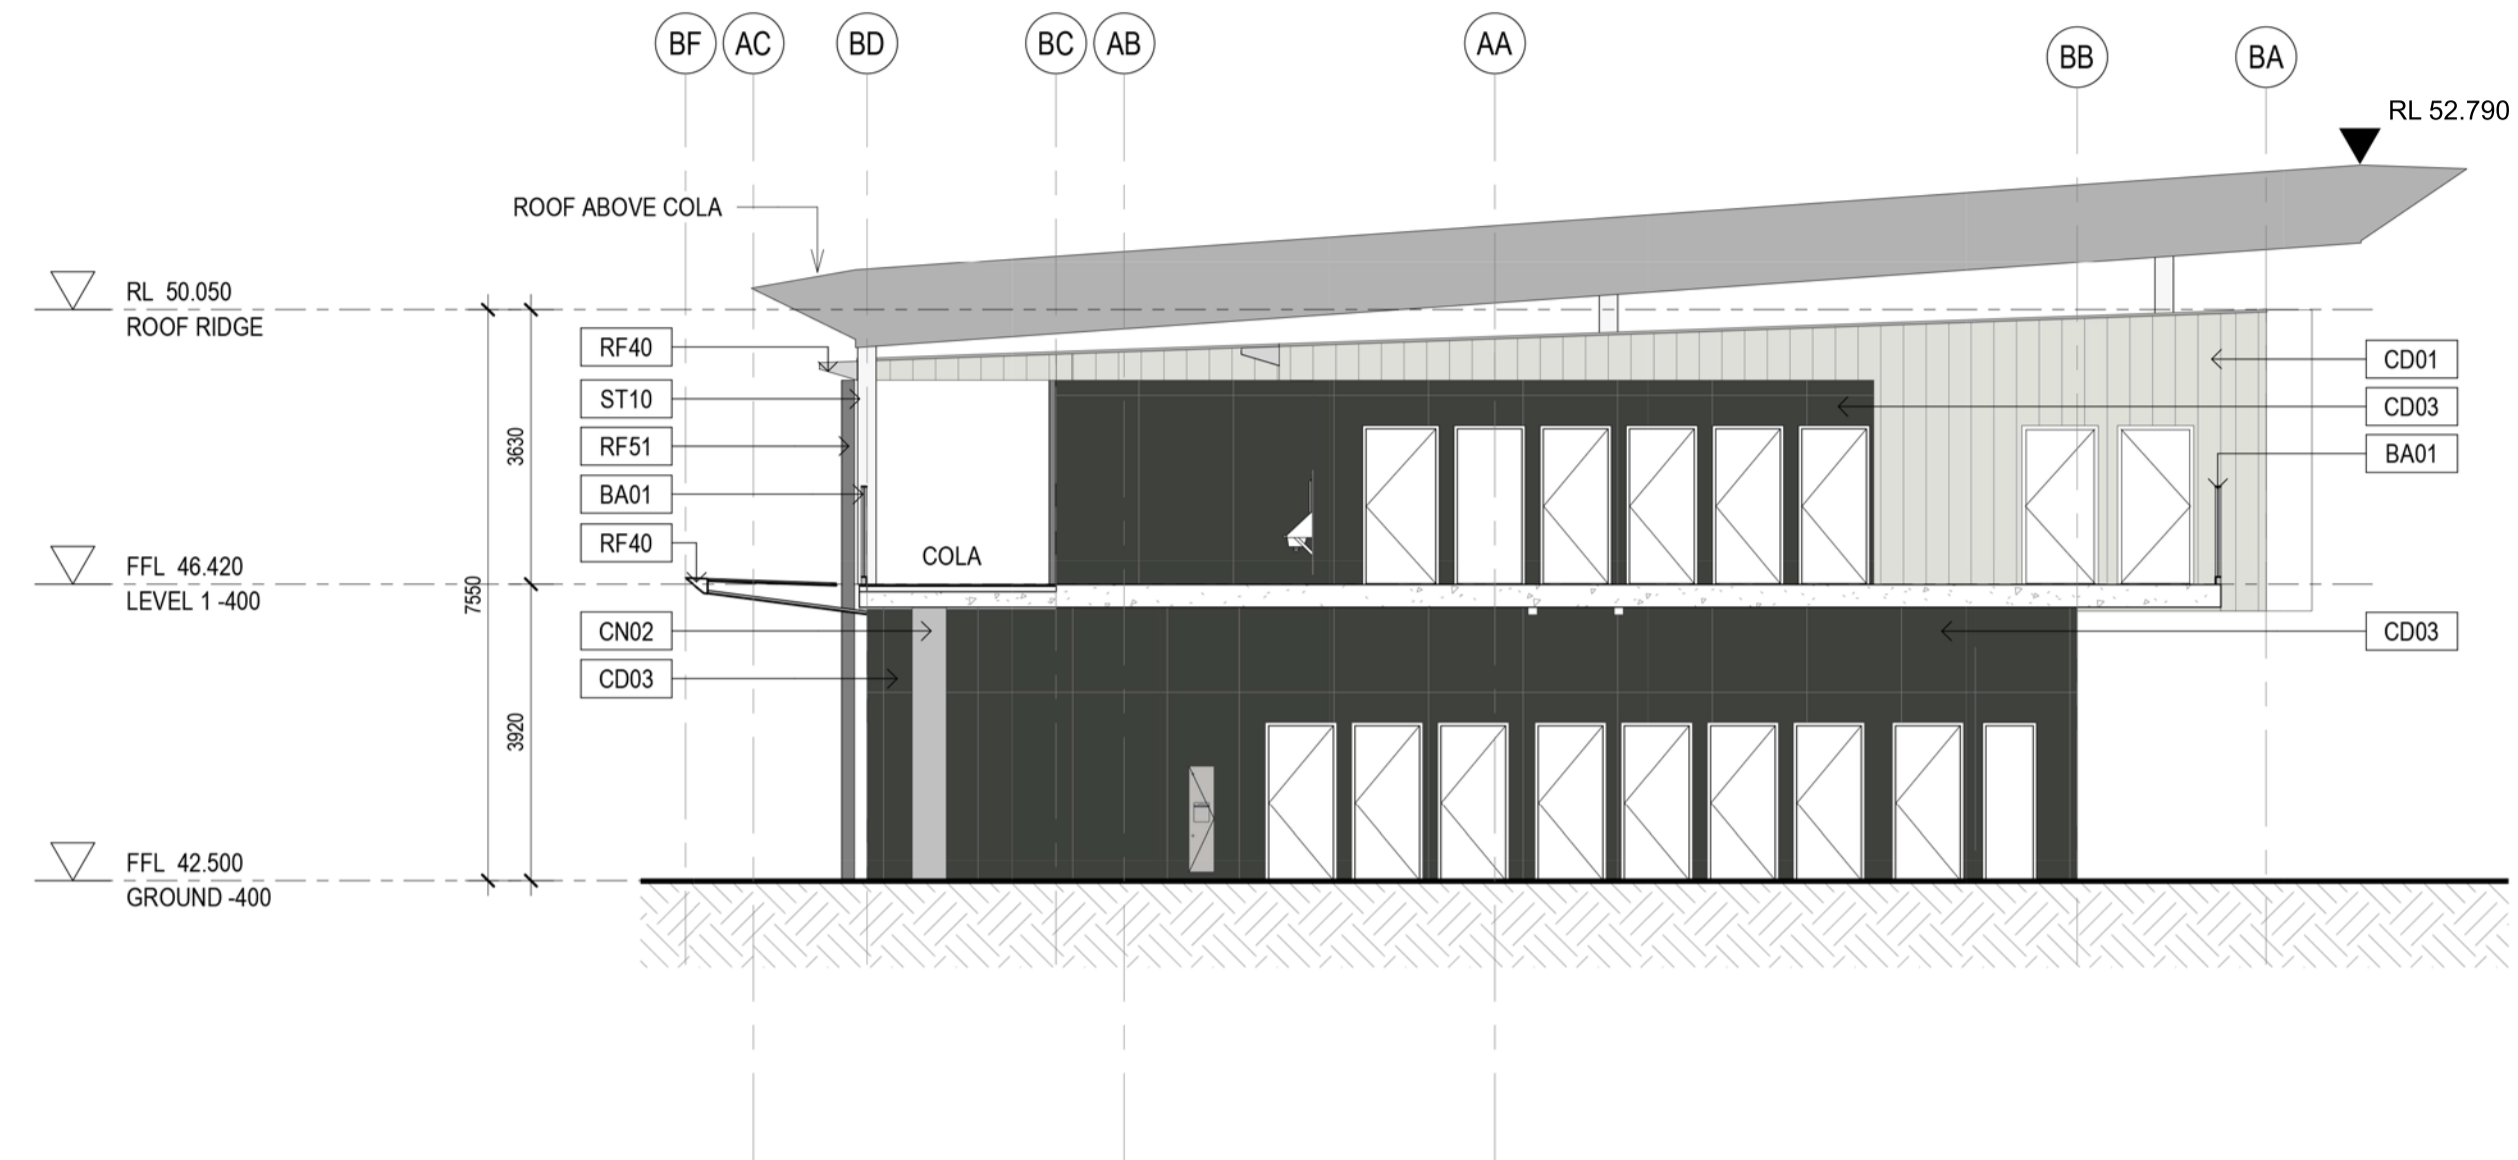 BF
AC
BD
BC
AB
AA
BB
BA
RL 52.790
ROOF ABOVE COLA
RL 50.050
ROOF RIDGE
RF40
ST10
RF51
BA01
RF40
CD01
CD03
BA01
3630
COLA
FFL 46.420
LEVEL 1 -400
7550
CN02
CD03
CD03
3920
FFL 42.500
GROUND -400